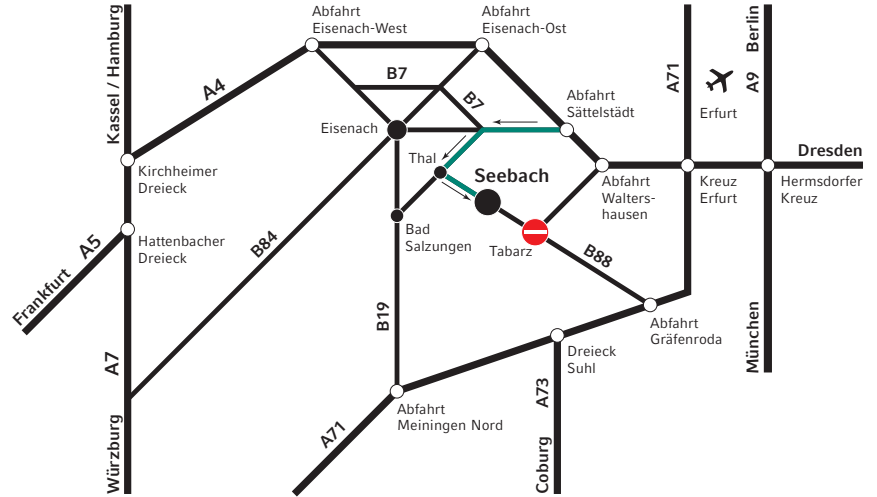 Kassel / Hamburg
Abfahrt
Eisenach-West
Abfahrt
Eisenach-Ost
A4
B7
B7
A71
A9
Berlin
Abfahrt
Sättelstädt
Erfurt
Eisenach
Thal
Seebach
Dresden
Kirchheimer
Dreieck
Abfahrt
Walters-
hausen
Kreuz
Erfurt
Hermsdorfer
Kreuz
Hattenbacher
Dreieck
A5
Frankfurt
B84
Bad
Salzungen
Tabarz
B88
B19
A7
Abfahrt
Gräfenroda
München
Dreieck
Suhl
A73
Abfahrt
Meiningen Nord
A71
Würzburg
Coburg